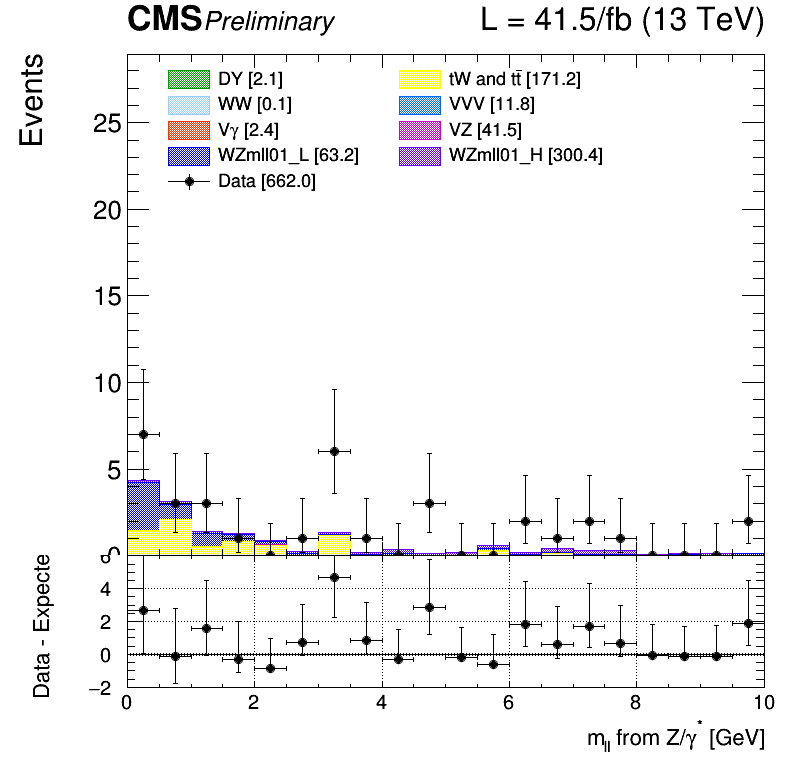 CMS Preliminary L = 41.5/fb (13 TeV)
Events
DY [2.1]
tW and tt̄ [171.2]
WW [0.1]
VVV [11.8]
Vγ [2.4]
VZ [41.5]
WZmll01_L [63.2]
WZmll01_H [300.4]
Data [662.0]
25
20
15
10
5
0
Data - Expecte
4
2
0
−2
0 2 4 6 8 10
m_ll from Z/γ* [GeV]